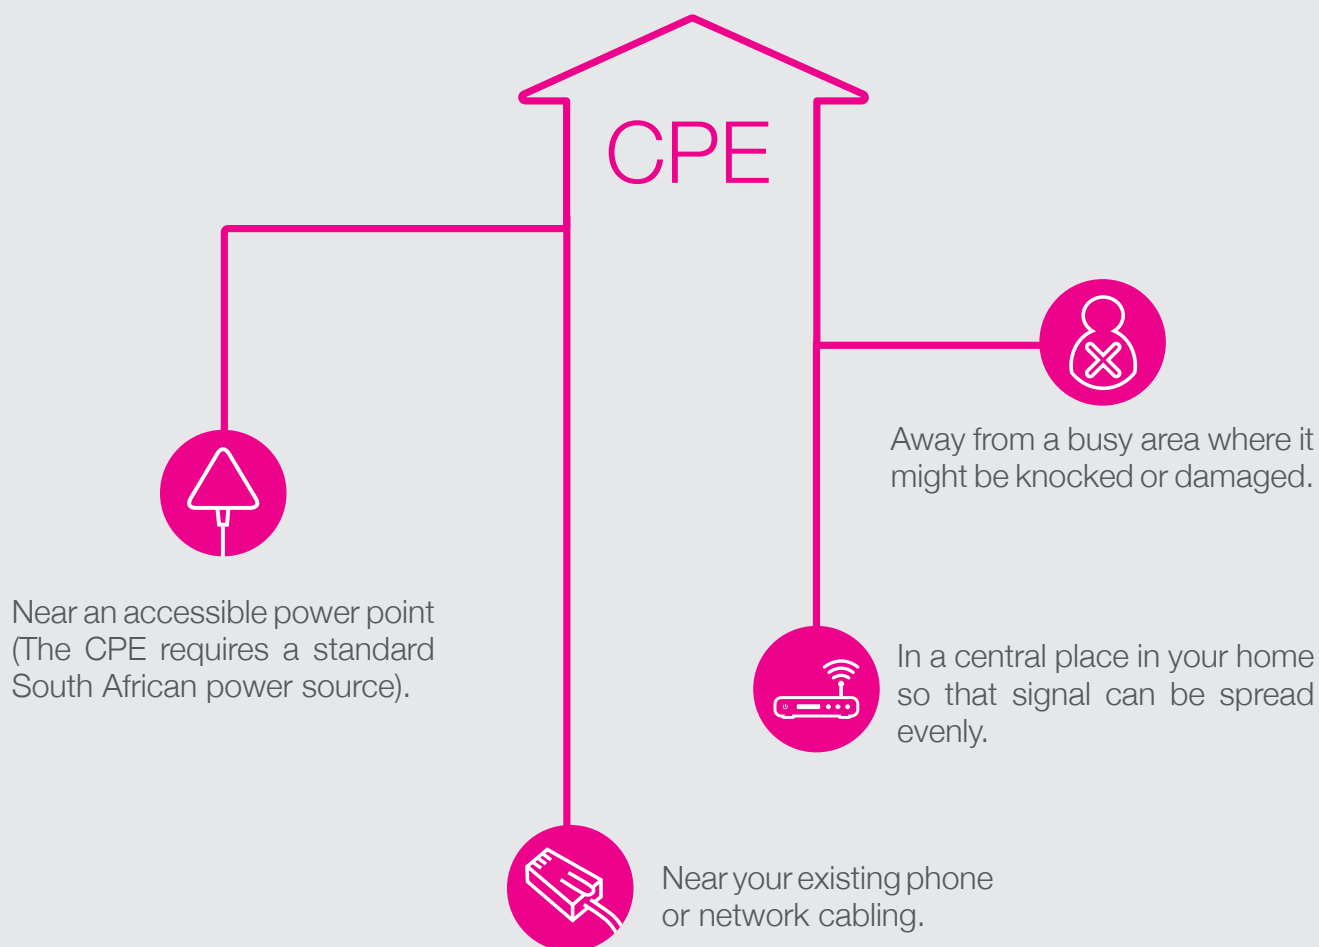 CPE
Away from a busy area where it
might be knocked or damaged.
Near an accessible power point
(The CPE requires a standard
South African power source).
In a central place in your home
so that signal can be spread
evenly.
Near your existing phone
or network cabling.